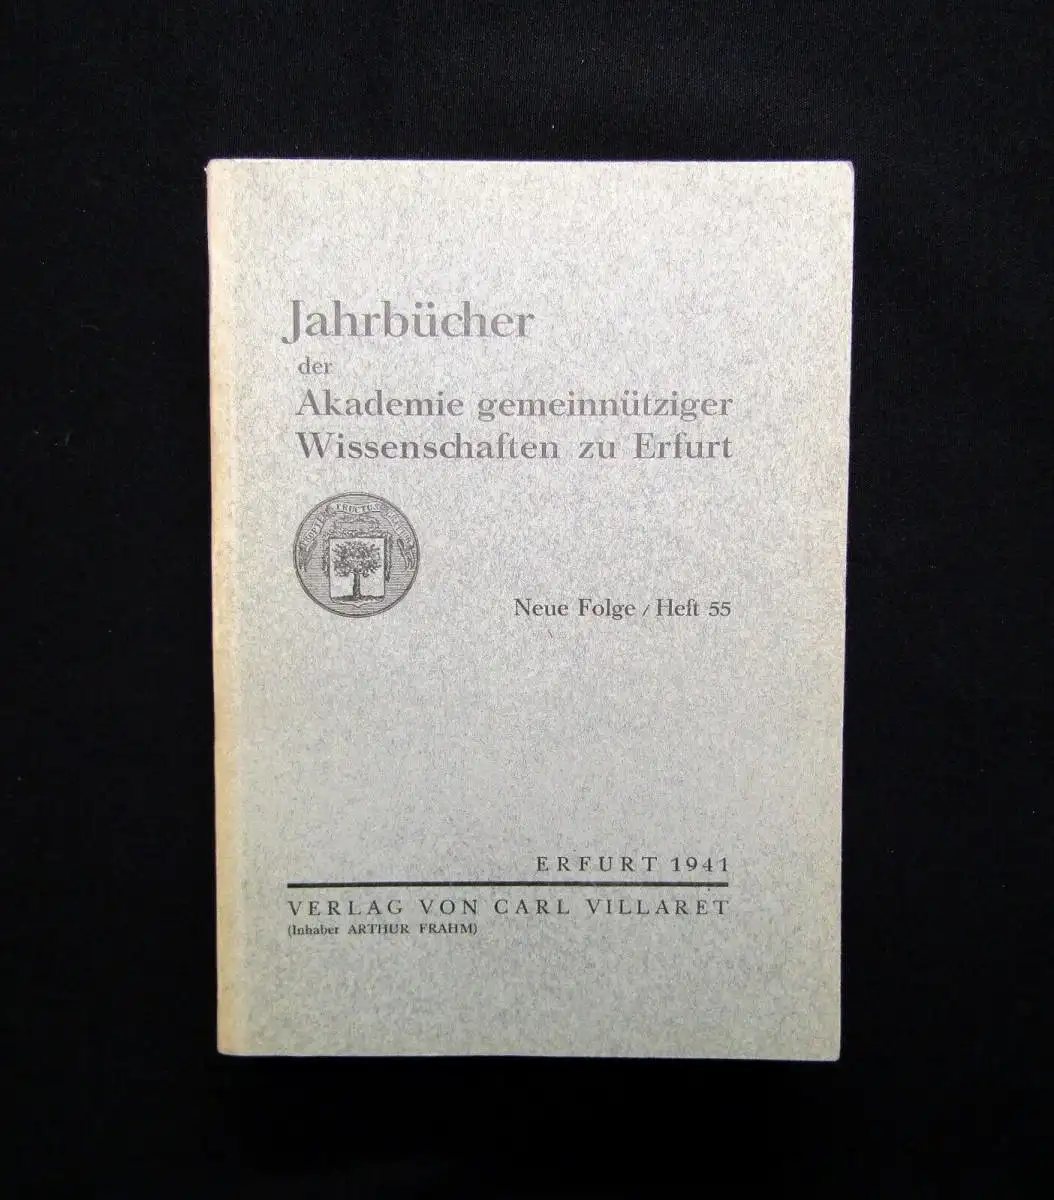 Jahrbücher
der
Akademie gemeinnütziger
Wissenschaften zu Erfurt
FRUCTUS
Neue Folge / Heft 55
ERFURT 1941
VERLAG VON CARL VILLARET
(Inhaber ARTHUR FRAHM)